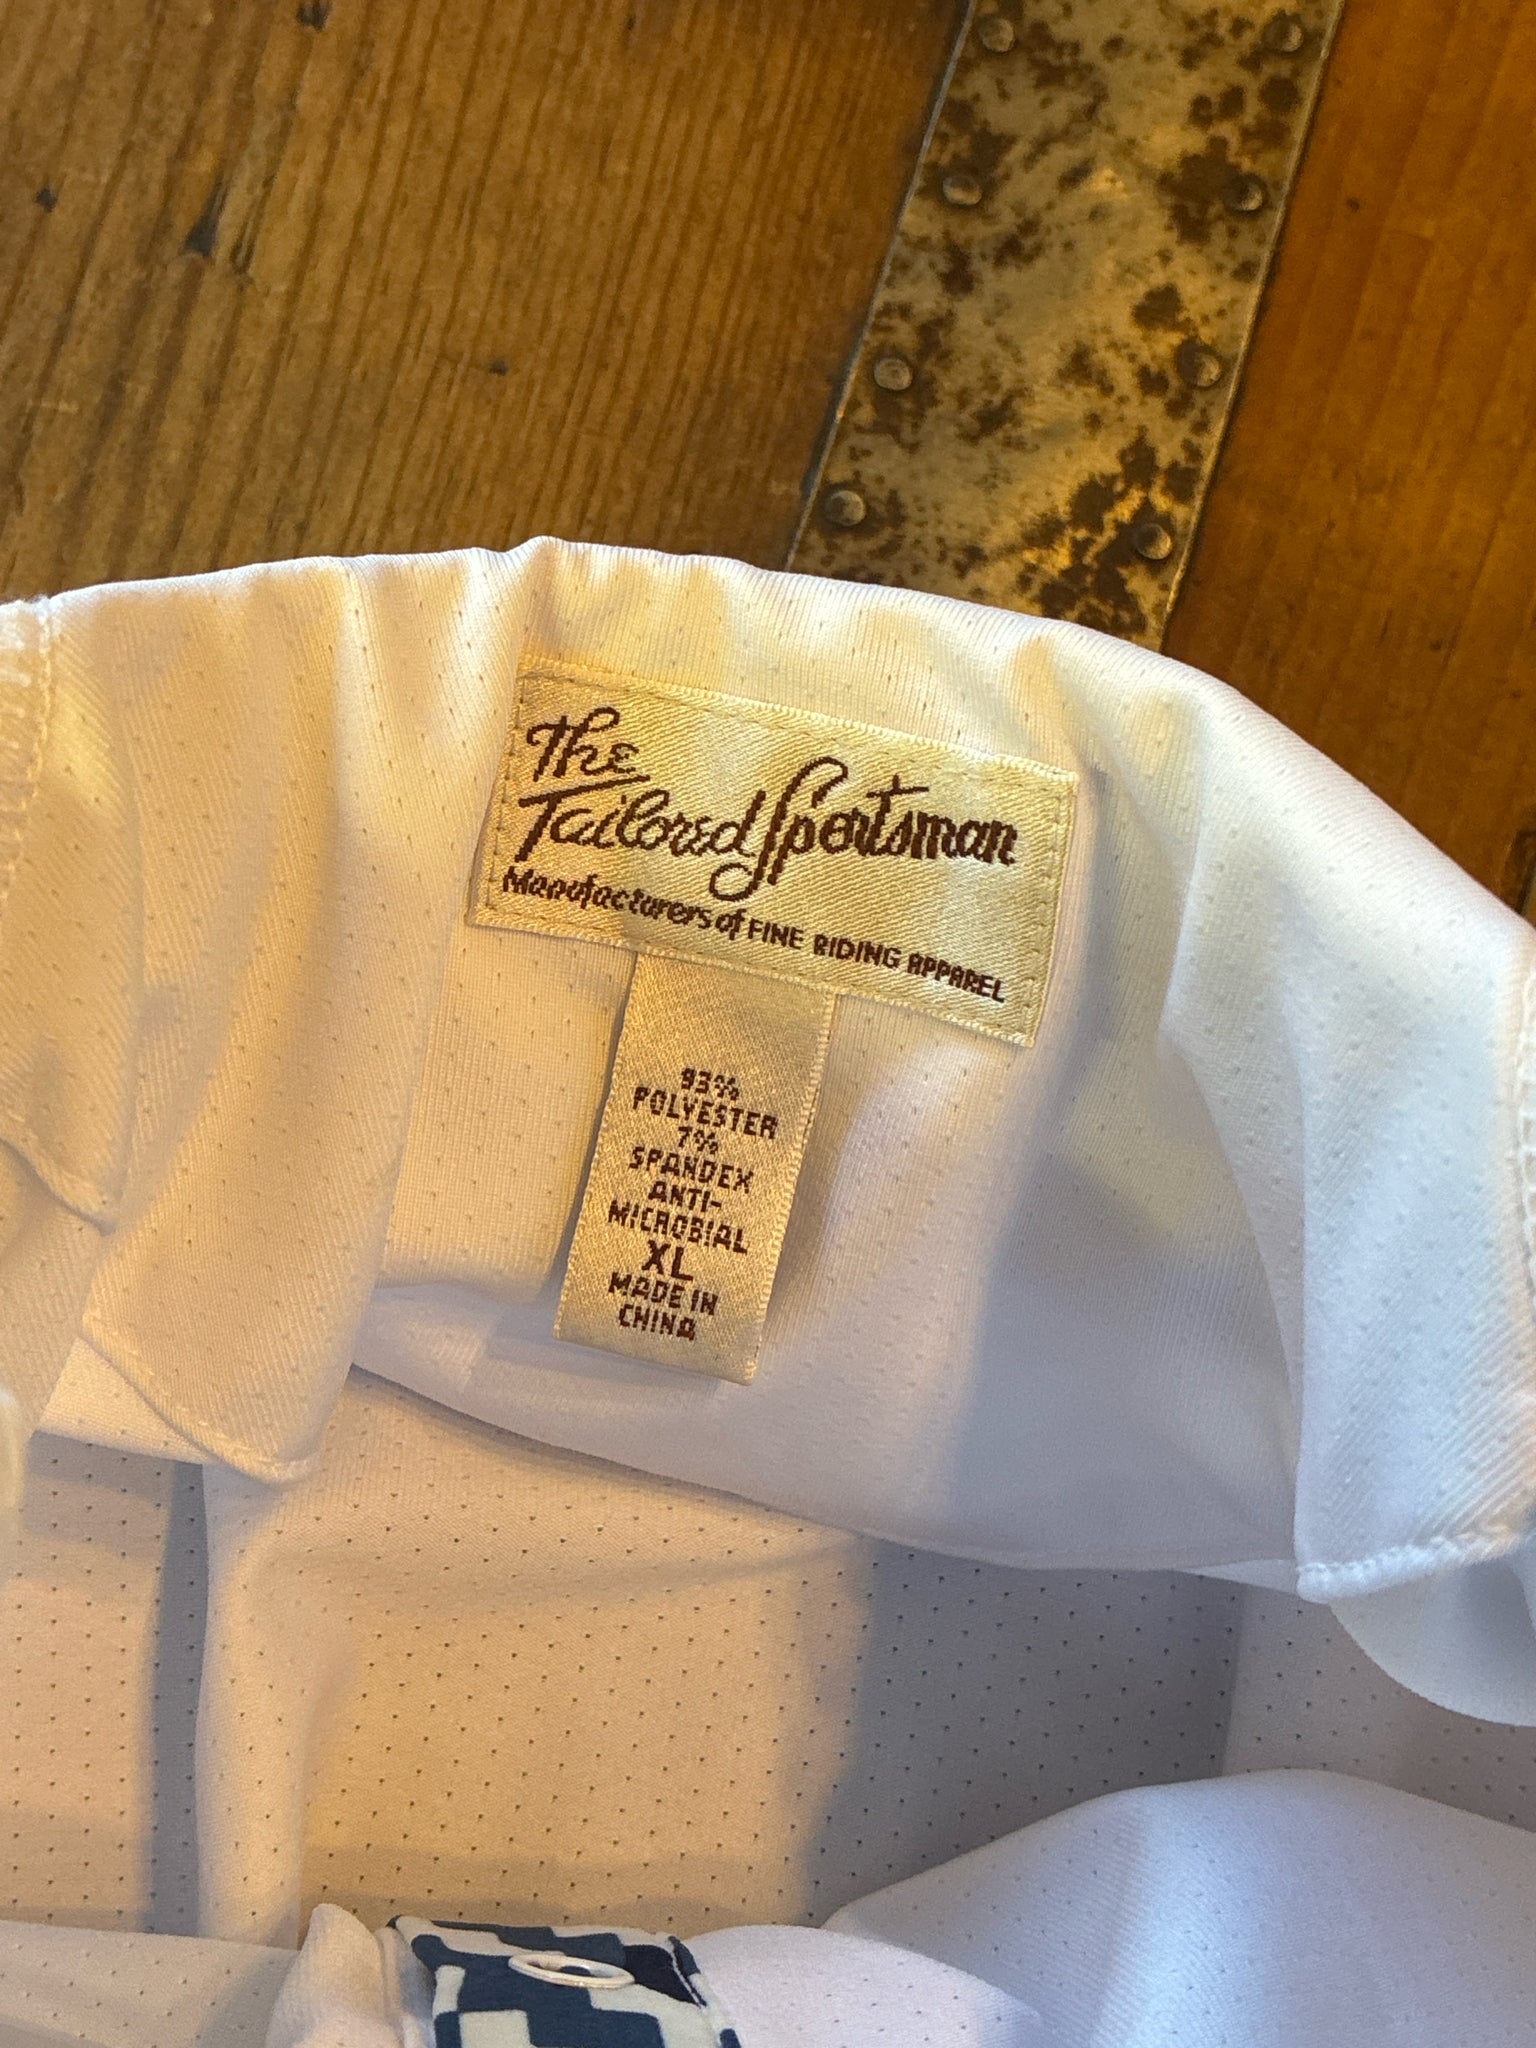 The
Tailored Sportsman
Manufacturers of FINE RIDING APPAREL
93%
POLYESTER
7%
SPANDEX
ANTI-
MICROBIAL
XL
MADE IN
CHINA